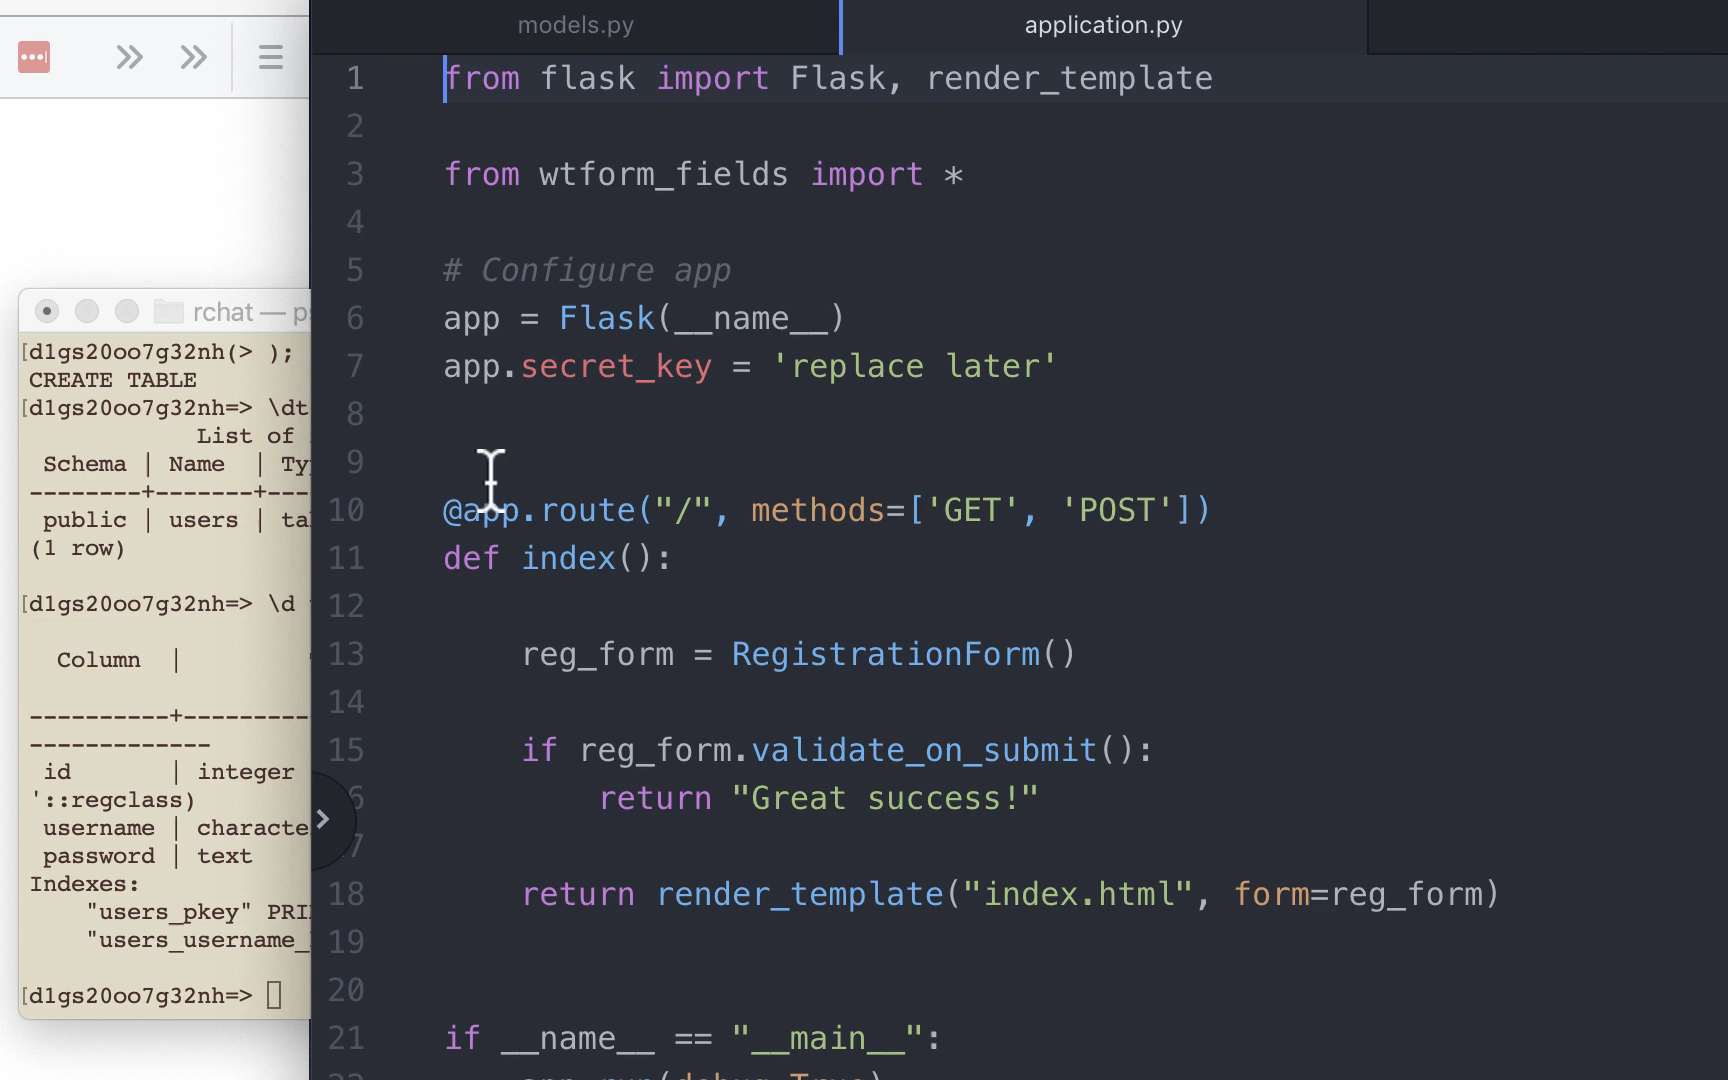 models.py
application.py
1 from flask import Flask, render_template
2
3 from wtform_fields import *
4
5 # Configure app
6 app = Flask(__name__)
7 app.secret_key = 'replace later'
8
9
10 @app.route("/", methods=['GET', 'POST'])
11 def index():
12
13 reg_form = RegistrationForm()
14
15 if reg_form.validate_on_submit():
6 return "Great success!"
7
18 return render_template("index.html", form=reg_form)
19
20
21 if __name__ == "__main__":
rchat —
[d1gs20oo7g32nh(> );
CREATE TABLE
[d1gs20oo7g32nh=> \dt
List of
Schema | Name | Ty
--------+-------+----
public | users | ta
(1 row)
[d1gs20oo7g32nh=> \d
Column |
----------+---------
-------------
id | integer
'::regclass)
username | characte
password | text
Indexes:
"users_pkey" PRI
"users_username_
[d1gs20oo7g32nh=>